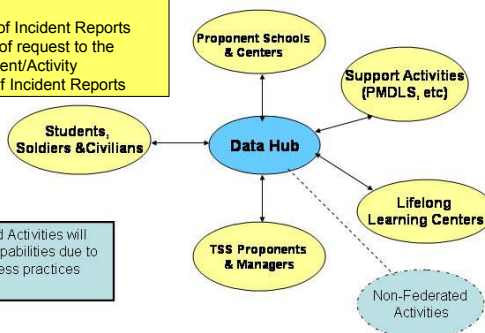 of Incident Reports
of request to the
ent/Activity
of Incident Reports
Proponent Schools
& Centers
Support Activities
(PMDLS, etc)
Students,
Soldiers &Civilians
Data Hub
Lifelong
Learning Centers
d Activities will
pabilities due to
ess practices
TSS Proponents
& Managers
Non-Federated
Activities